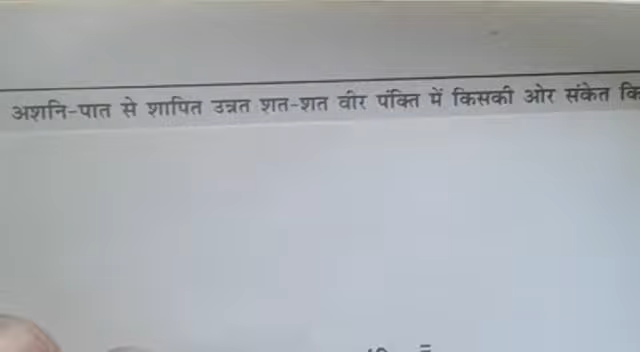 अशनि-पात से शापित उन्नत शत-शत वीर पंक्ति में किसकी ओर संकेत कि